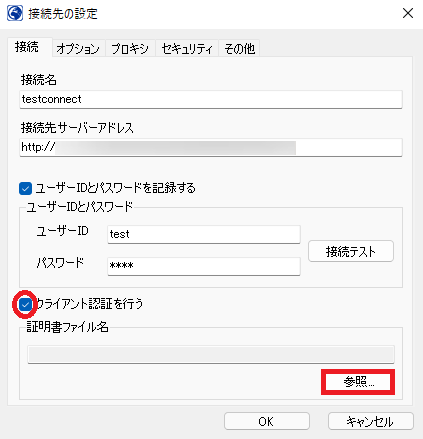 接続先の設定
接続 オプション プロキシ セキュリティ その他
接続名
testconnect
接続先サーバーアドレス
http://
ユーザーIDとパスワードを記録する
ユーザーIDとパスワード
ユーザーID test
パスワード ****
接続テスト
クライアント認証を行う
証明書ファイル名
参照...
OK キャンセル